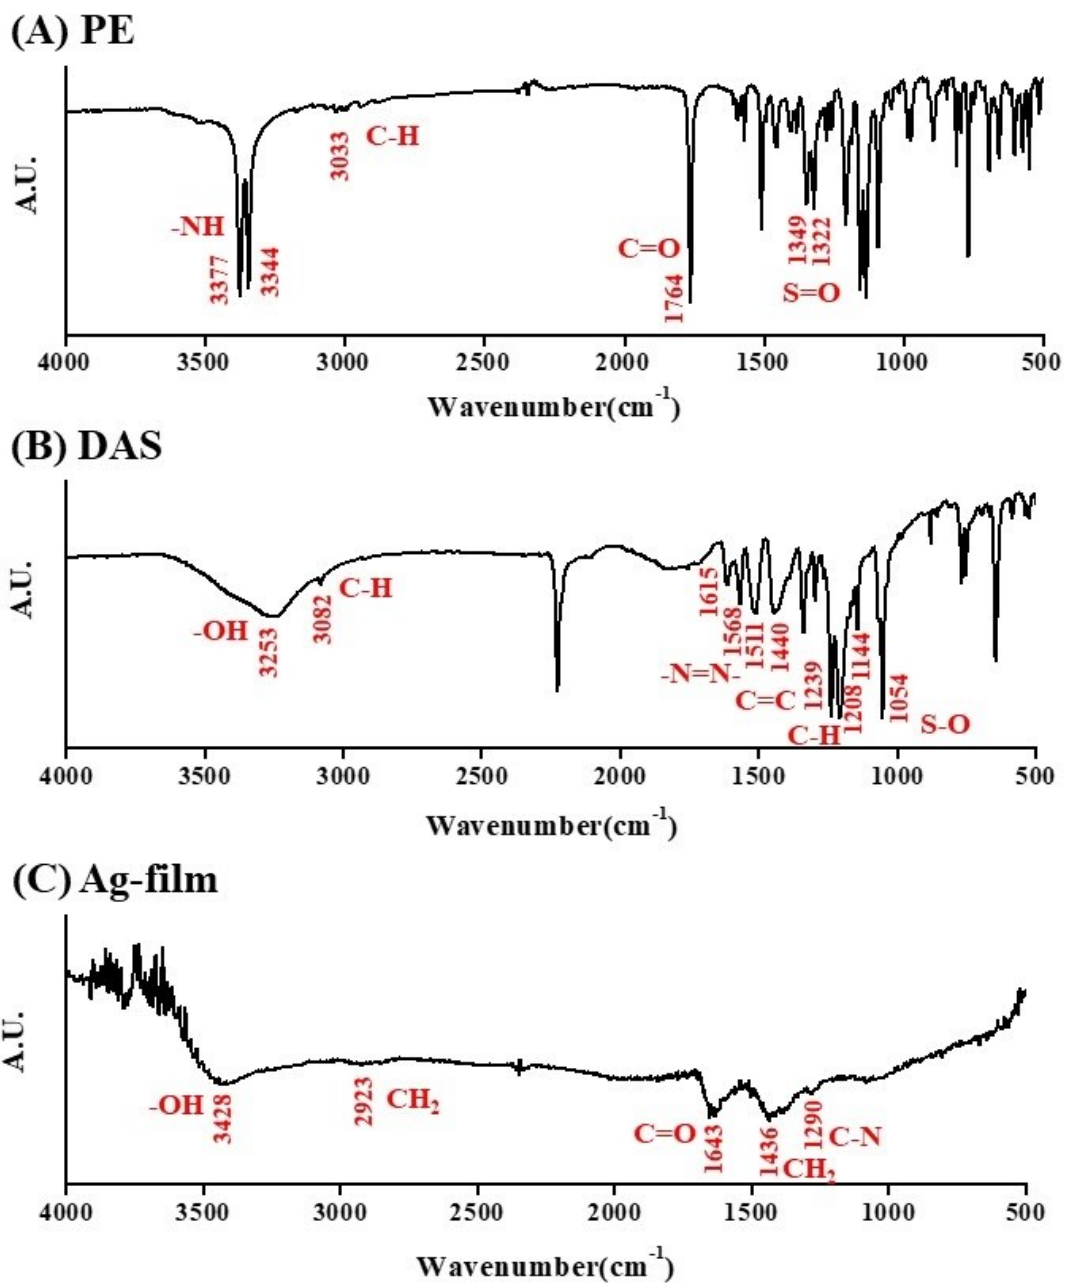 (A) PE
A.U.
-NH
3377
3344
3033
C-H
C=O
1764
1349
1322
S=O
4000 3500 3000 2500 2000 1500 1000 500
Wavenumber(cm⁻¹)
(B) DAS
A.U.
-OH
3253
3082
C-H
1615
1568
1511
1440
-N=N-
C=C
1239
C-H
1208
1144
1054
S-O
4000 3500 3000 2500 2000 1500 1000 500
Wavenumber(cm⁻¹)
(C) Ag-film
A.U.
-OH
3428
2923
CH₂
C=O
1643
1436
CH₂
1290
C-N
4000 3500 3000 2500 2000 1500 1000 500
Wavenumber(cm⁻¹)